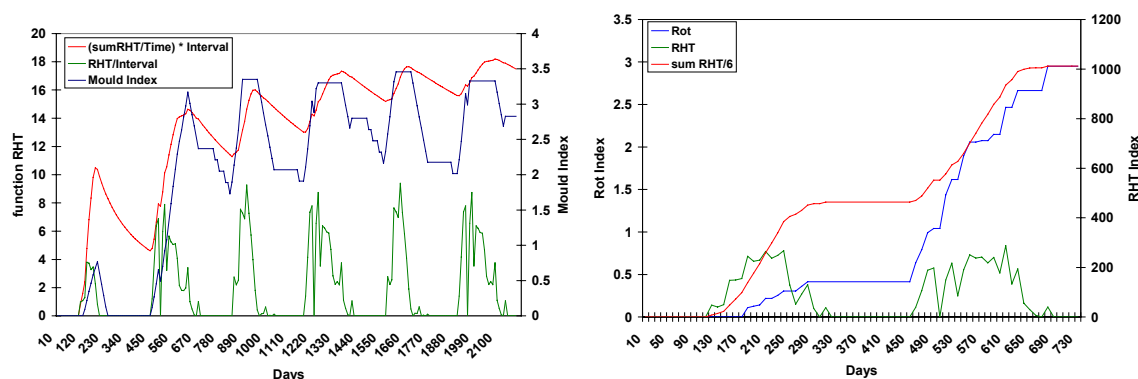 20
18
16
14
12
10
8
6
4
2
0
function RHT
(sumRHT/Time) * Interval
RHT/Interval
Mould Index
4
3.5
3
2.5
2
1.5
1
0.5
0
Mould Index
10 120 230 340 450 560 670 780 890 1000 1110 1220 1330 1440 1550 1660 1770 1880 1990 2100
Days
3.5
3
2.5
2
1.5
1
0.5
0
Rot Index
Rot
RHT
sum RHT/6
1200
1000
800
600
400
200
0
RHT Index
10 50 90 130 170 210 250 290 330 370 410 450 490 530 570 610 650 690 730
Days